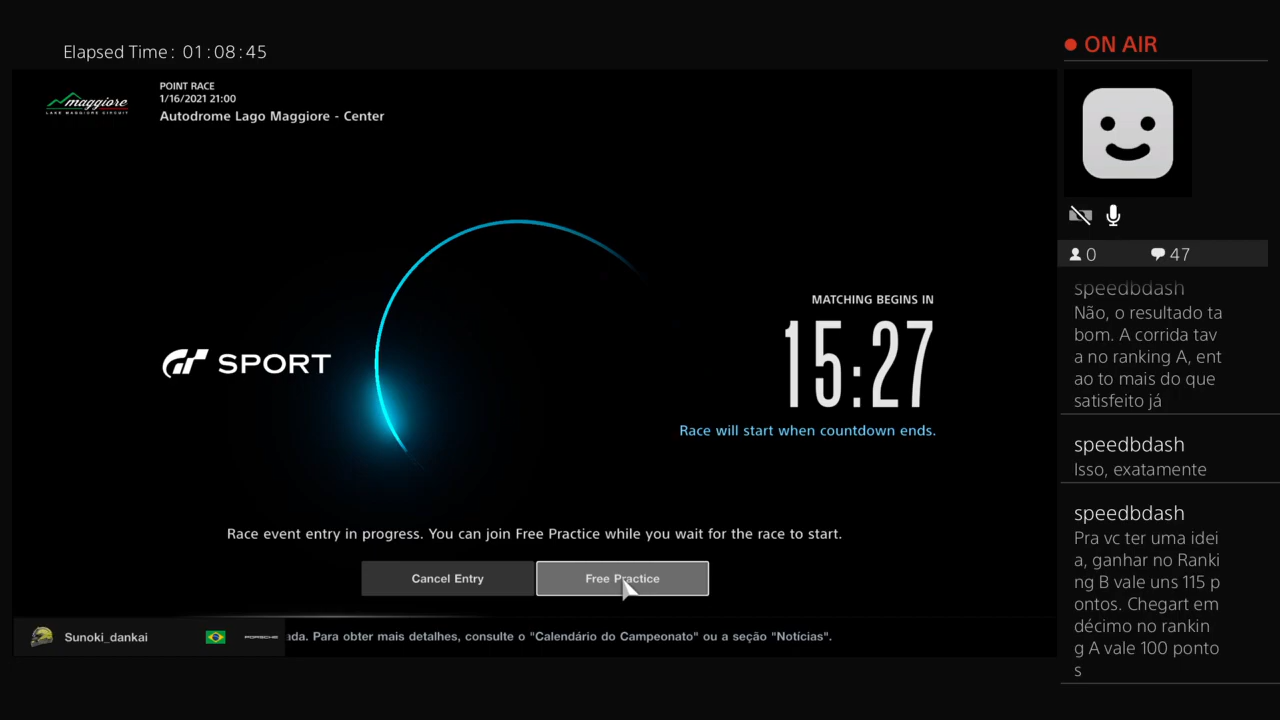 Elapsed Time: 01:08:45
ON AIR
maggiore
LAKE MAGGIORE CIRCUIT
POINT RACE
1/16/2021 21:00
Autodrome Lago Maggiore - Center
GT SPORT
MATCHING BEGINS IN
15:27
Race will start when countdown ends.
Race event entry in progress. You can join Free Practice while you wait for the race to start.
Cancel Entry
Free Practice
Sunoki_dankai
PORSCHE
ada. Para obter mais detalhes, consulte o "Calendário do Campeonato" ou a seção "Notícias".
0
47
speedbdash
Não, o resultado ta
bom. A corrida tav
a no ranking A, ent
ao to mais do que
satisfeito já
speedbdash
Isso, exatamente
speedbdash
Pra vc ter uma idei
a, ganhar no Ranki
ng B vale uns 115 p
ontos. Chegart em
décimo no rankin
g A vale 100 ponto
s